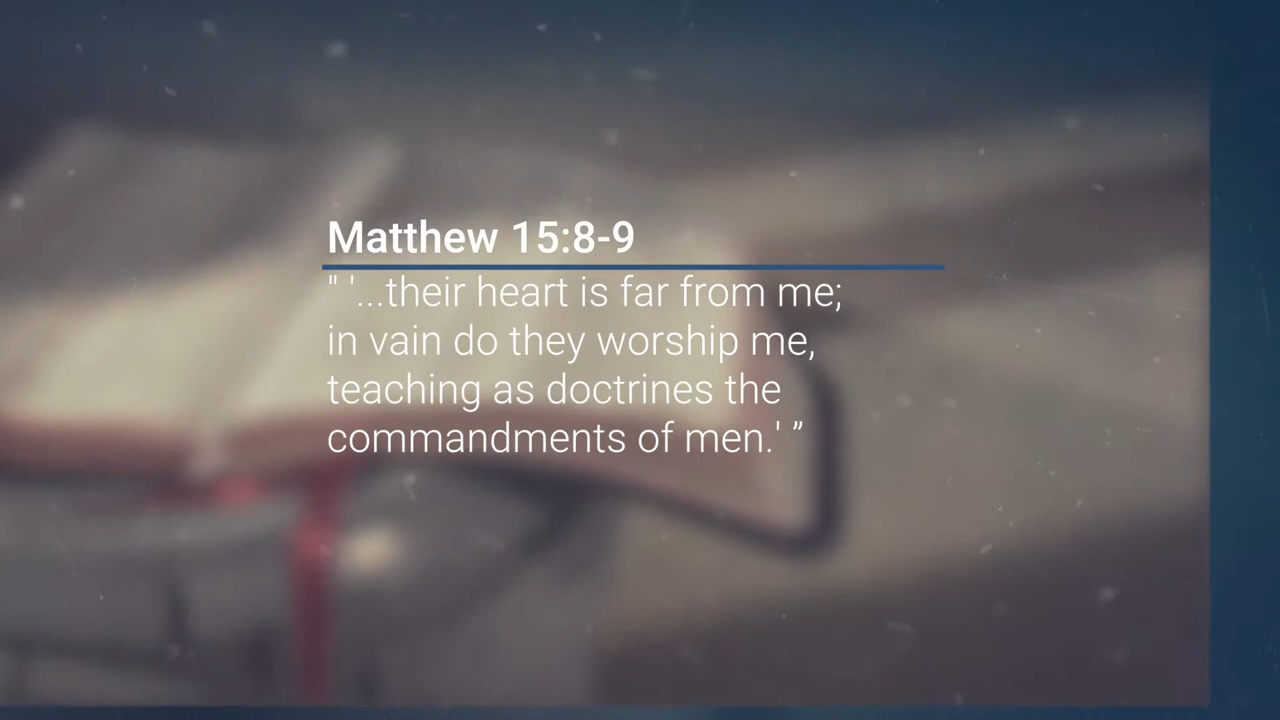 Matthew 15:8-9
" '...their heart is far from me;
in vain do they worship me,
teaching as doctrines the
commandments of men.' ”